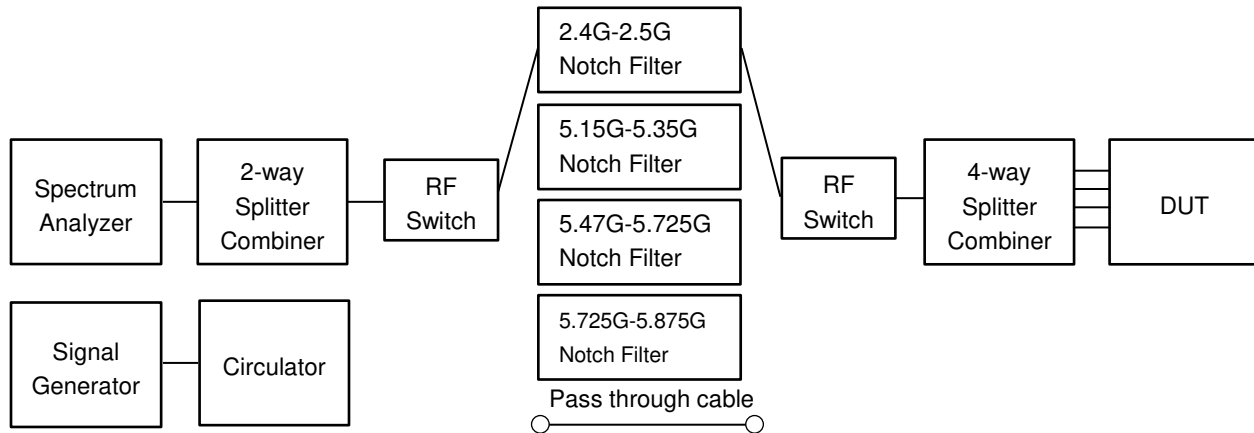 2.4G-2.5G
Notch Filter
5.15G-5.35G
Notch Filter
5.47G-5.725G
Notch Filter
5.725G-5.875G
Notch Filter
Pass through cable
Spectrum
Analyzer
2-way
Splitter
Combiner
RF
Switch
RF
Switch
4-way
Splitter
Combiner
DUT
Signal
Generator
Circulator